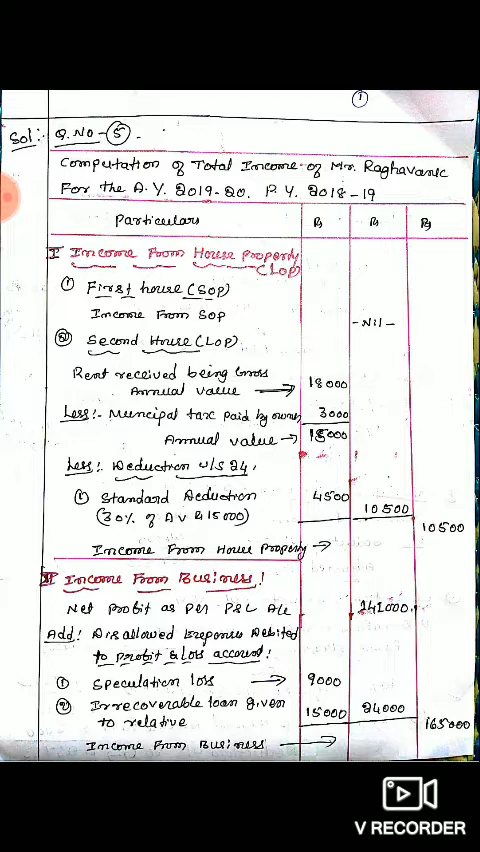 ①
Sol:- Q.No-⑤.
Computation of Total Income of Mr. Raghavani
For the A.Y. 2019-20. P.Y. 2018-19
Particulars Rs Rs Rs
I Income From House Property
(LOP)
① First house (SOP)
Income From SOP -Nil-
② Second House (LOP)
Rent received being Gross
Annual value → 18000
Less:- Muncipal tax paid by owner 3000
Annual value → 15000
Less:- Deduction u/s 24,
① Standard Deduction 4500
(30% of A V Rs 15000) 10500
10500
Income From House Property →
II Income From Business!
Net Profit as per P&L A/c 141000
Add! Disallowed Expenses Debited
to profit & loss account!
① Speculation loss → 9000
② Irrecoverable loan given
to relative 15000 24000
165000
Income From Business →
V RECORDER